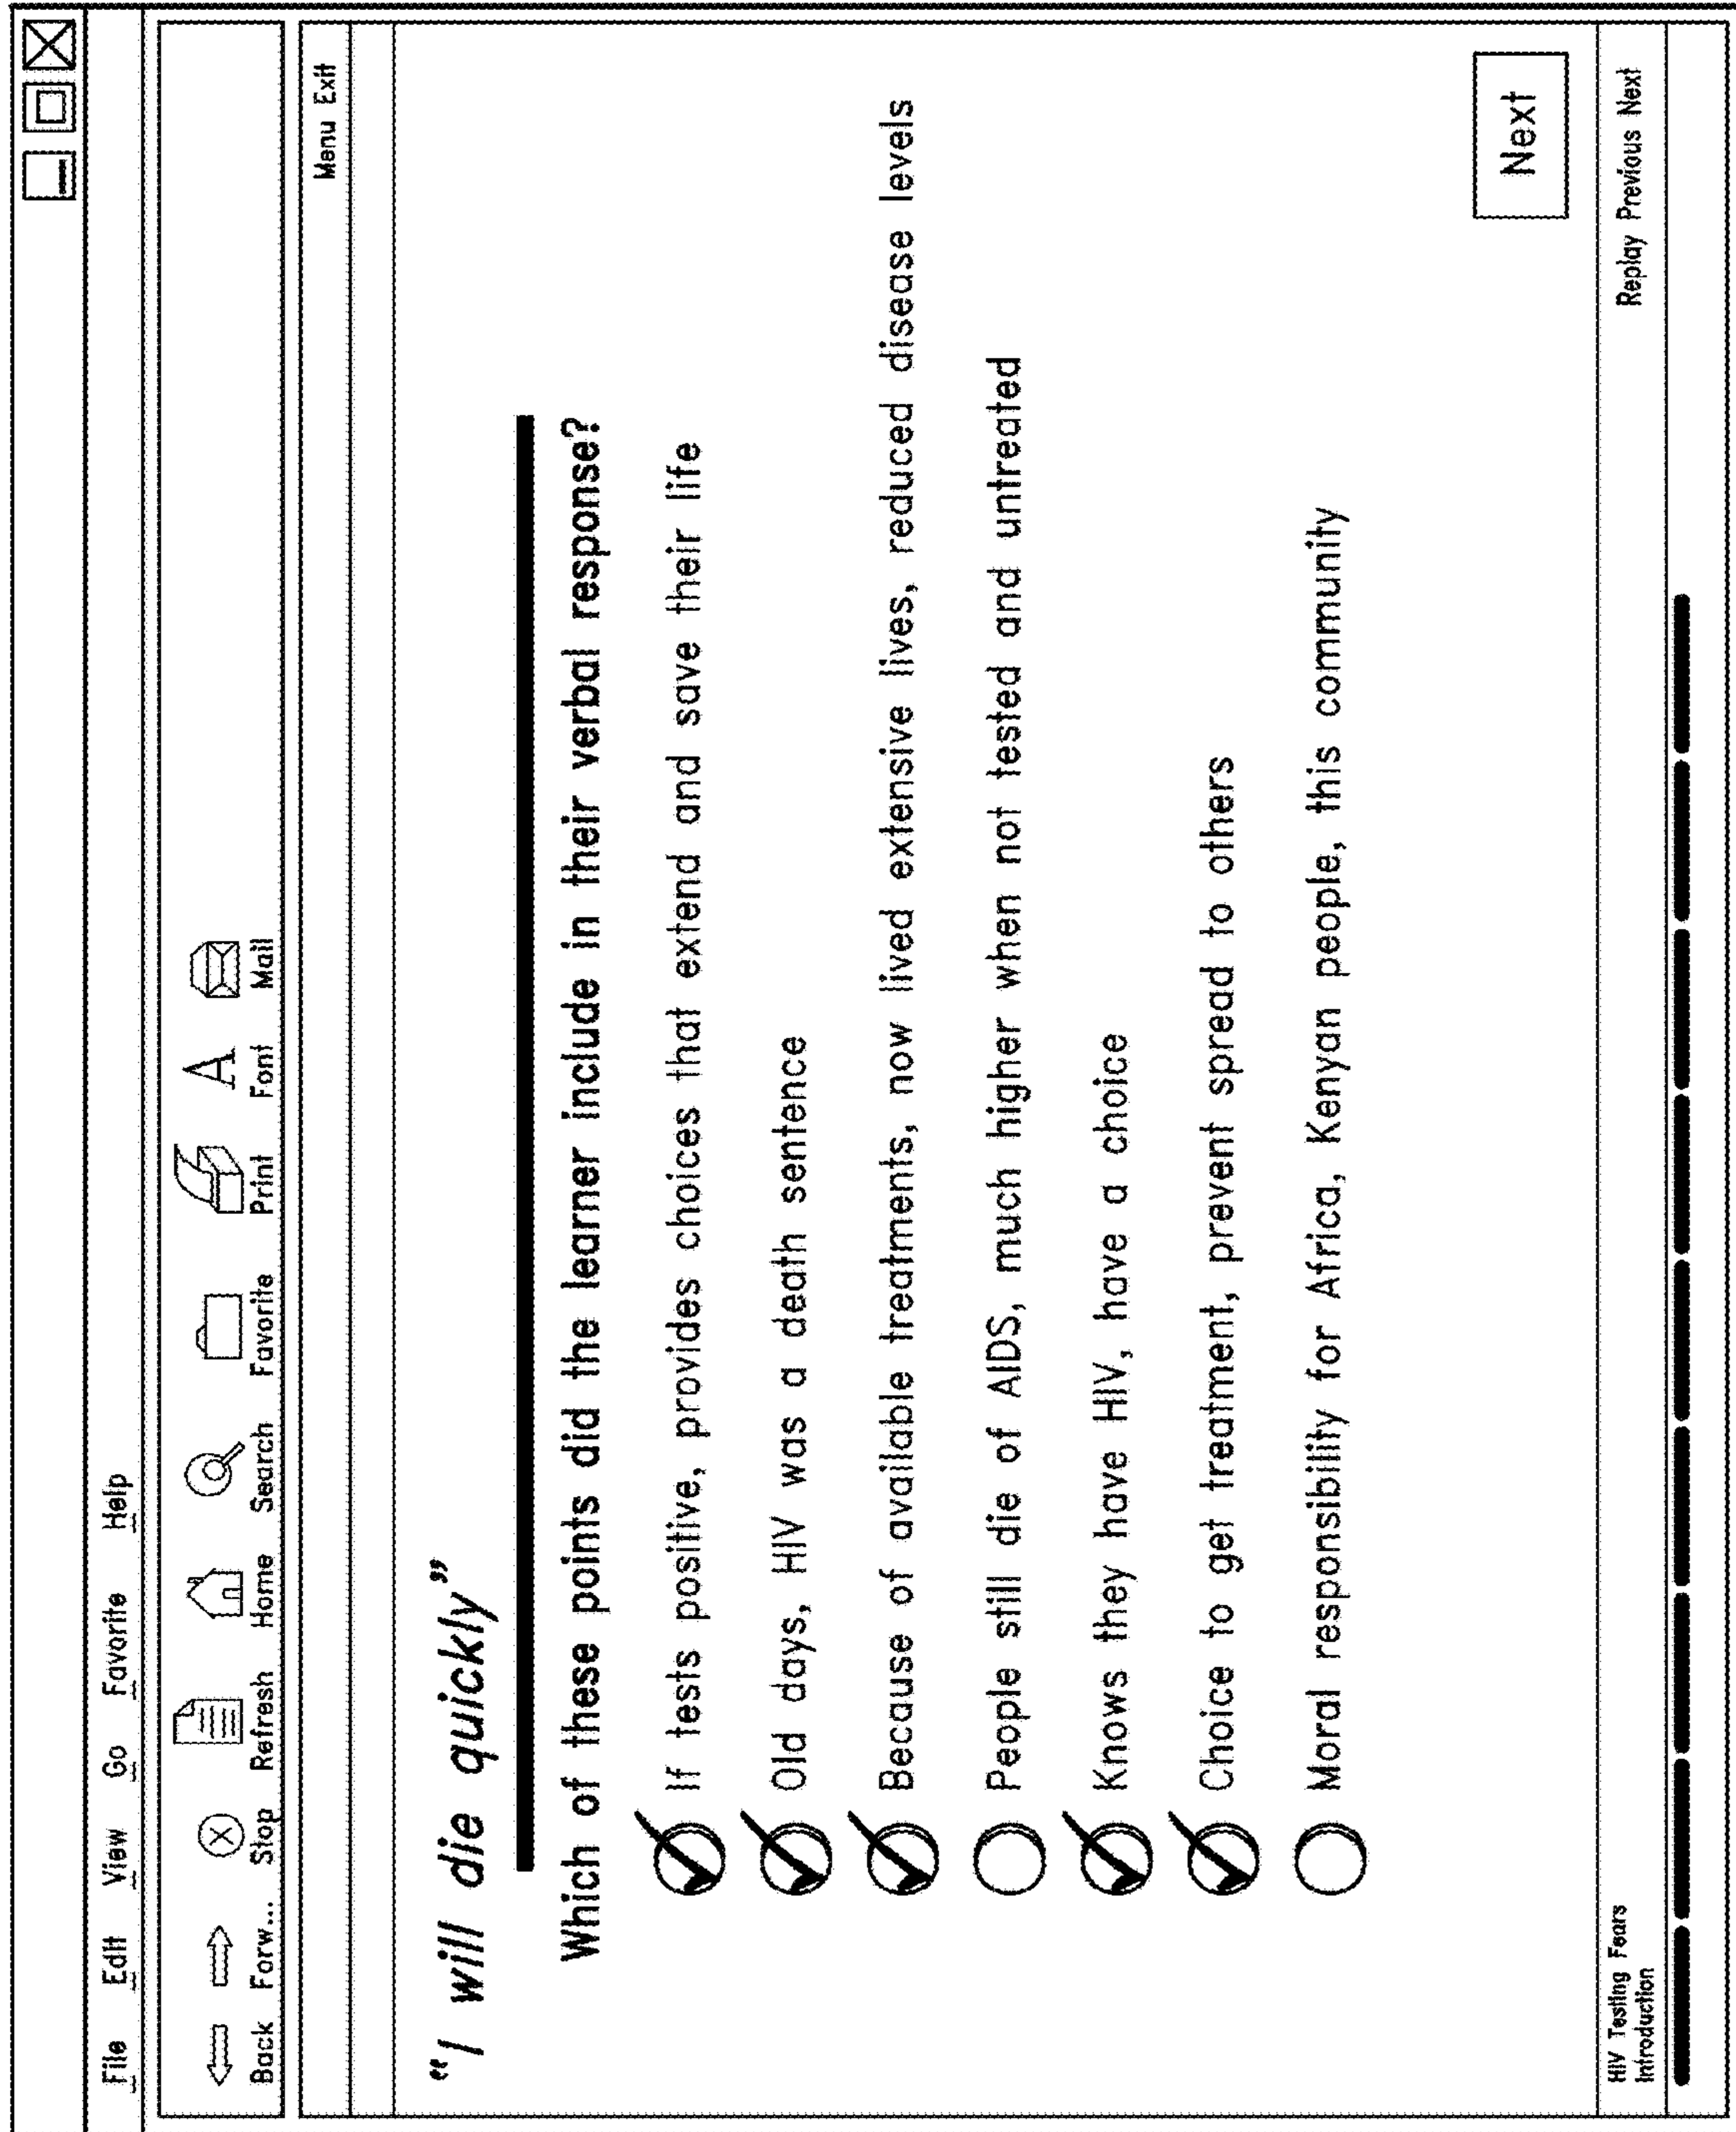 File Edit View Go Favorite Help
Back Forw... Stop Refresh Home Search Favorite Print Font Mail
Menu Exit
"I will die quickly"
Which of these points did the learner include in their verbal response?
If tests positive, provides choices that extend and save their life
Old days, HIV was a death sentence
Because of available treatments, now lived extensive lives, reduced disease levels
People still die of AIDS, much higher when not tested and untreated
Knows they have HIV, have a choice
Choice to get treatment, prevent spread to others
Moral responsibility for Africa, Kenyan people, this community
Next
HIV Testing Fears
Introduction
Replay Previous Next